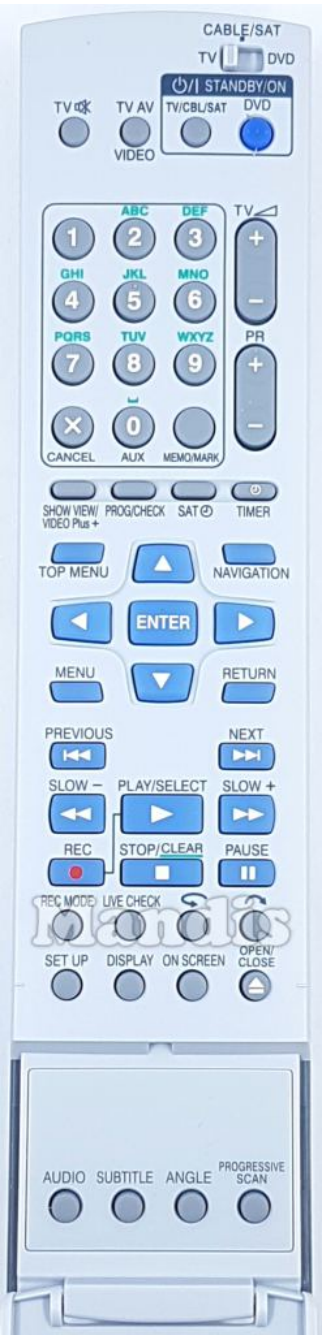 CABLE/SAT
TV DVD
⏻/I STANDBY/ON
TV TV AV TV/CBL/SAT DVD
VIDEO
ABC DEF TV
1 2 3 +
GHI JKL MNO
4 5 6 −
PQRS TUV WXYZ PR
7 8 9 +
0 −
CANCEL AUX MEMO/MARK
SHOW VIEW/ PROG/CHECK SAT TIMER
VIDEO Plus +
TOP MENU NAVIGATION
ENTER
MENU RETURN
PREVIOUS NEXT
SLOW − PLAY/SELECT SLOW +
REC STOP/CLEAR PAUSE
REC MODE LIVE CHECK
Mandis
SET UP DISPLAY ON SCREEN OPEN/
CLOSE
AUDIO SUBTITLE ANGLE PROGRESSIVE
SCAN